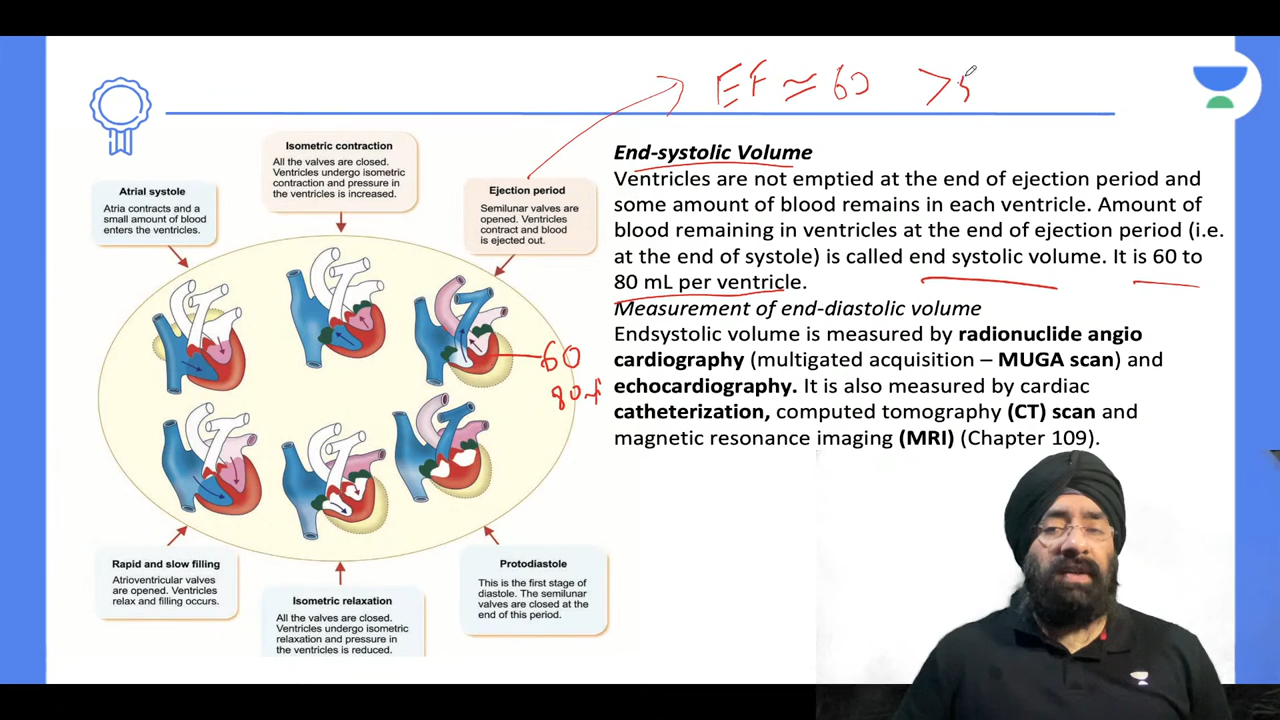 EF ≃ 60 >5
End-systolic Volume
Ventricles are not emptied at the end of ejection period and
some amount of blood remains in each ventricle. Amount of
blood remaining in ventricles at the end of ejection period (i.e.
at the end of systole) is called end systolic volume. It is 60 to
80 mL per ventricle.
Measurement of end-diastolic volume
Endsystolic volume is measured by radionuclide angio
cardiography (multigated acquisition – MUGA scan) and
echocardiography. It is also measured by cardiac
catheterization, computed tomography (CT) scan and
magnetic resonance imaging (MRI) (Chapter 109).
Isometric contraction
All the valves are closed.
Ventricles undergo isometric
contraction and pressure in
the ventricles is increased.
Atrial systole
Atria contracts and a
small amount of blood
enters the ventricles.
Ejection period
Semilunar valves are
opened. Ventricles
contract and blood
is ejected out.
60
80
Rapid and slow filling
Atrioventricular valves
are opened. Ventricles
relax and filling occurs.
Isometric relaxation
All the valves are closed.
Ventricles undergo isometric
relaxation and pressure in
the ventricles is reduced.
Protodiastole
This is the first stage of
diastole. The semilunar
valves are closed at the
end of this period.